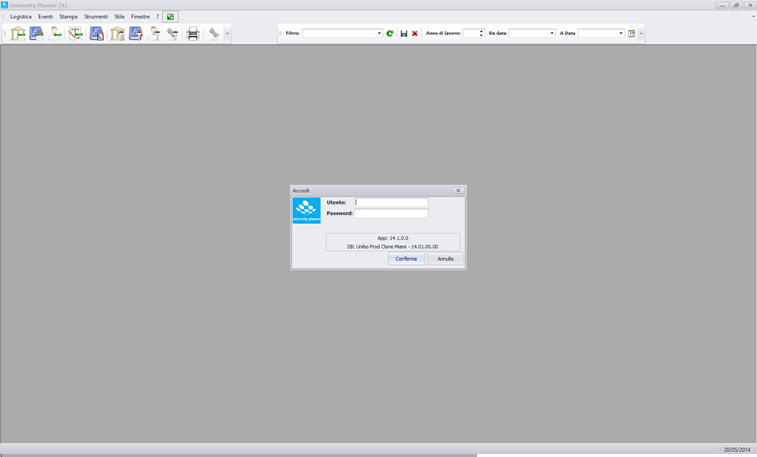 University Planner [0]
Logistica Eventi Stampa Strumenti Stile Finestre ?
Filtro: Anno di lavoro: Da data A Data
Accedi
Utente:
university planner
Password:
App: 14.1.0.0
DB: Unibo Prod Clone Miami - 14.01.00.00
Conferma Annulla
20/05/2014